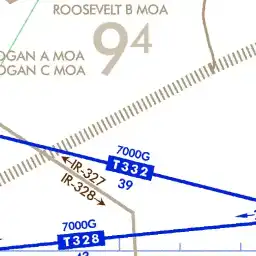 ROOSEVELT B MOA
9⁴
OGAN A MOA
OGAN C MOA
7000G
T332
39
IR-327
IR-328
7000G
T328